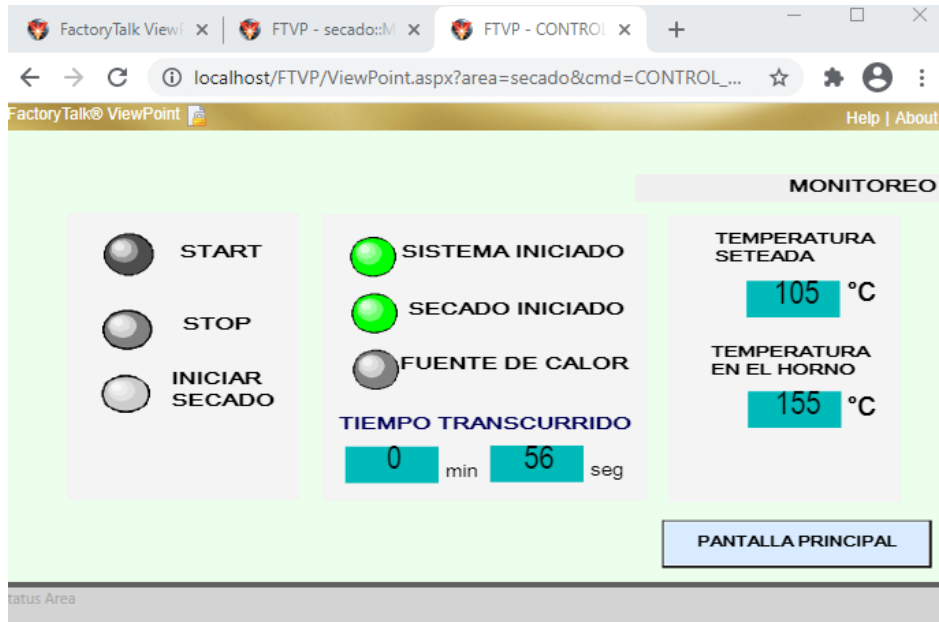 FactoryTalk View
FTVP - secado::M
FTVP - CONTROL
localhost/FTVP/ViewPoint.aspx?area=secado&cmd=CONTROL_...
FactoryTalk® ViewPoint
Help | About
MONITOREO
START
STOP
INICIAR
SECADO
SISTEMA INICIADO
SECADO INICIADO
FUENTE DE CALOR
TIEMPO TRANSCURRIDO
0 min 56 seg
TEMPERATURA
SETEADA
105 °C
TEMPERATURA
EN EL HORNO
155 °C
PANTALLA PRINCIPAL
tatus Area